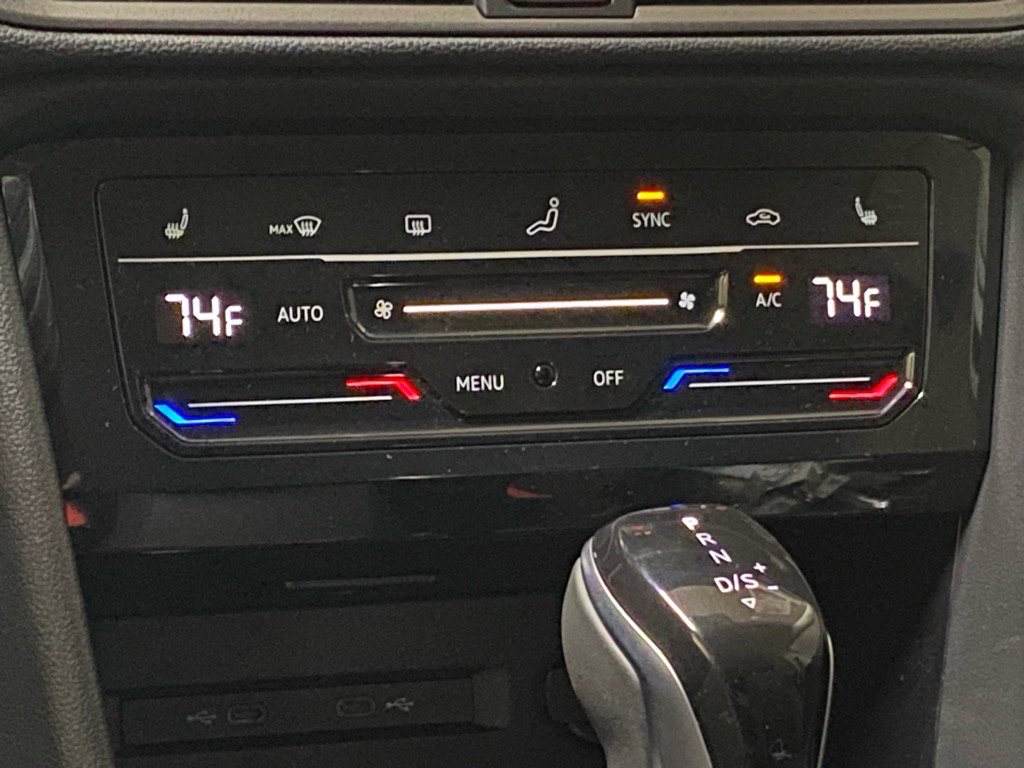 SYNC
MAX
74F
AUTO
A/C
74F
MENU
OFF
P
R
N
D/S
+
-